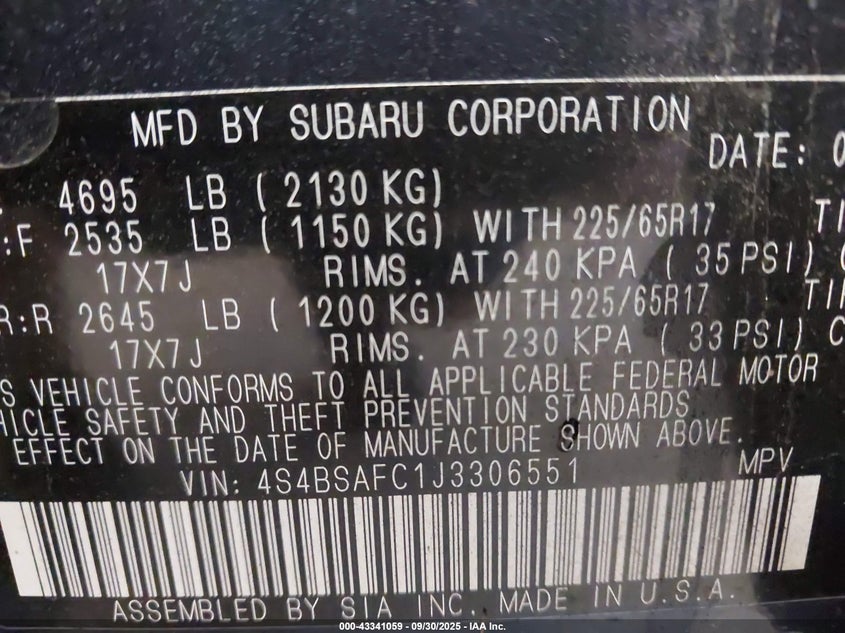 MFD BY SUBARU CORPORATION
DATE: 0
4695 LB ( 2130 KG)
:F 2535 LB ( 1150 KG) WITH 225/65R17 TI
17X7J RIMS. AT 240 KPA ( 35 PSI) C
R:R 2645 LB ( 1200 KG) WITH 225/65R17 TI
17X7J RIMS. AT 230 KPA ( 33 PSI) C
S VEHICLE CONFORMS TO ALL APPLICABLE FEDERAL MOTOR
HICLE SAFETY AND THEFT PREVENTION STANDARDS
EFFECT ON THE DATE OF MANUFACTURE SHOWN ABOVE.
VIN: 4S4BSAFC1J3306551 MPV
ASSEMBLED BY SIA INC. MADE IN U.S.A.
000-43341059 - 09/30/2025 - IAA Inc.